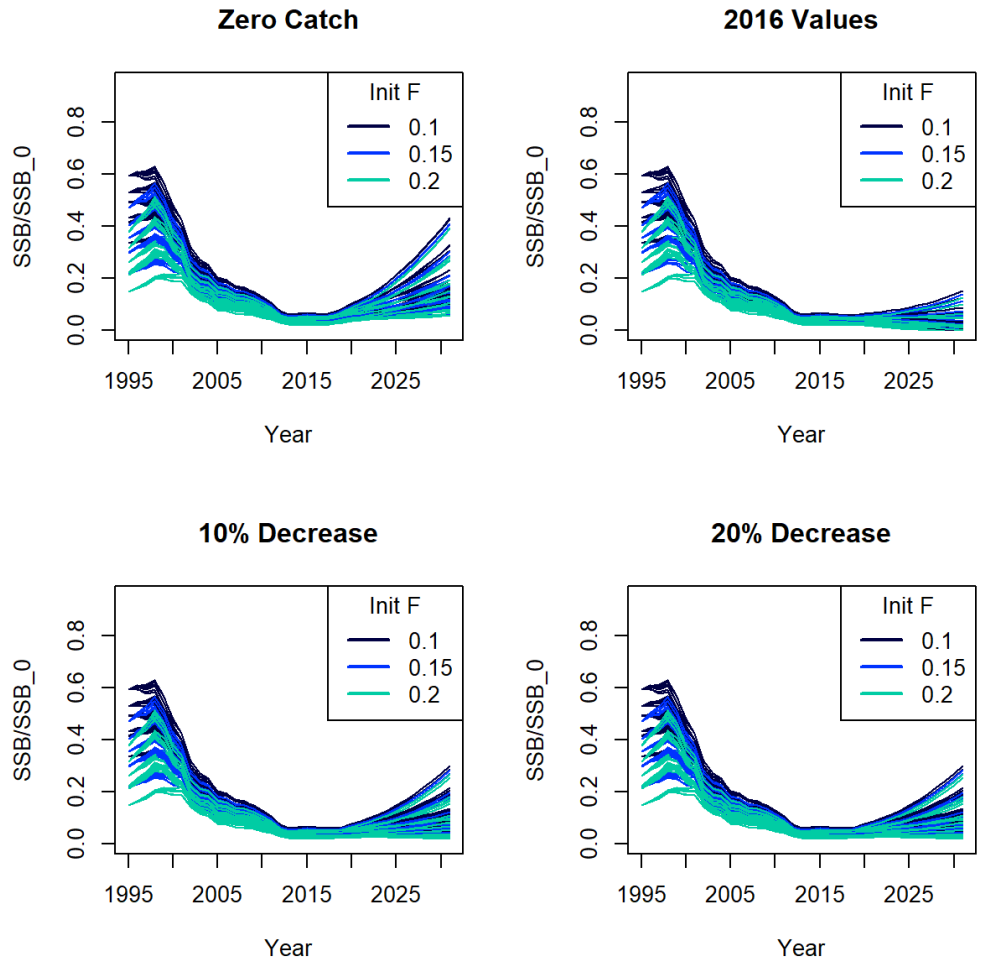 Zero Catch
SSB/SSB_0
0.0 0.2 0.4 0.6 0.8
Init F
0.1
0.15
0.2
1995 2005 2015 2025
Year
2016 Values
SSB/SSB_0
0.0 0.2 0.4 0.6 0.8
Init F
0.1
0.15
0.2
1995 2005 2015 2025
Year
10% Decrease
SSB/SSB_0
0.0 0.2 0.4 0.6 0.8
Init F
0.1
0.15
0.2
1995 2005 2015 2025
Year
20% Decrease
SSB/SSB_0
0.0 0.2 0.4 0.6 0.8
Init F
0.1
0.15
0.2
1995 2005 2015 2025
Year